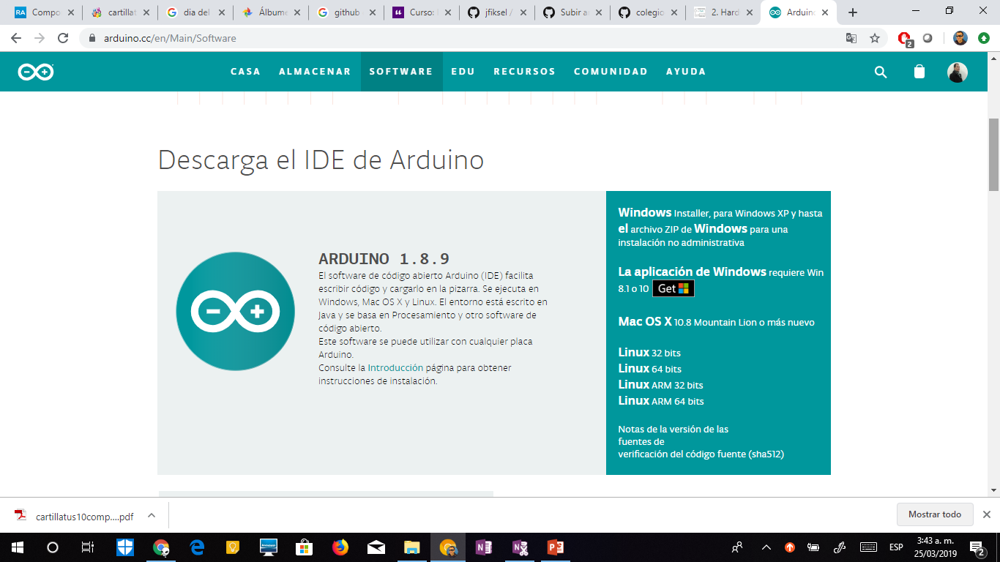 Compo
cartillat
dia del
Álbume
github
Curso:
jfiksel /
Subir a
colegio
2. Hard
Arduino
arduino.cc/en/Main/Software
2
CASA
ALMACENAR
SOFTWARE
EDU
RECURSOS
COMUNIDAD
AYUDA
Descarga el IDE de Arduino
ARDUINO 1.8.9
El software de código abierto Arduino (IDE) facilita
escribir código y cargarlo en la pizarra. Se ejecuta en
Windows, Mac OS X y Linux. El entorno está escrito en
Java y se basa en Procesamiento y otro software de
código abierto.
Este software se puede utilizar con cualquier placa
Arduino.
Consulte la Introducción página para obtener
instrucciones de instalación.
Windows Installer, para Windows XP y hasta
el archivo ZIP de Windows para una
instalación no administrativa
La aplicación de Windows requiere Win
8.1 o 10 Get
Mac OS X 10.8 Mountain Lion o más nuevo
Linux 32 bits
Linux 64 bits
Linux ARM 32 bits
Linux ARM 64 bits
Notas de la versión de las
fuentes de
verificación del código fuente (sha512)
cartillatus10comp....pdf
Mostrar todo
ESP
3:43 a. m.
25/03/2019
2